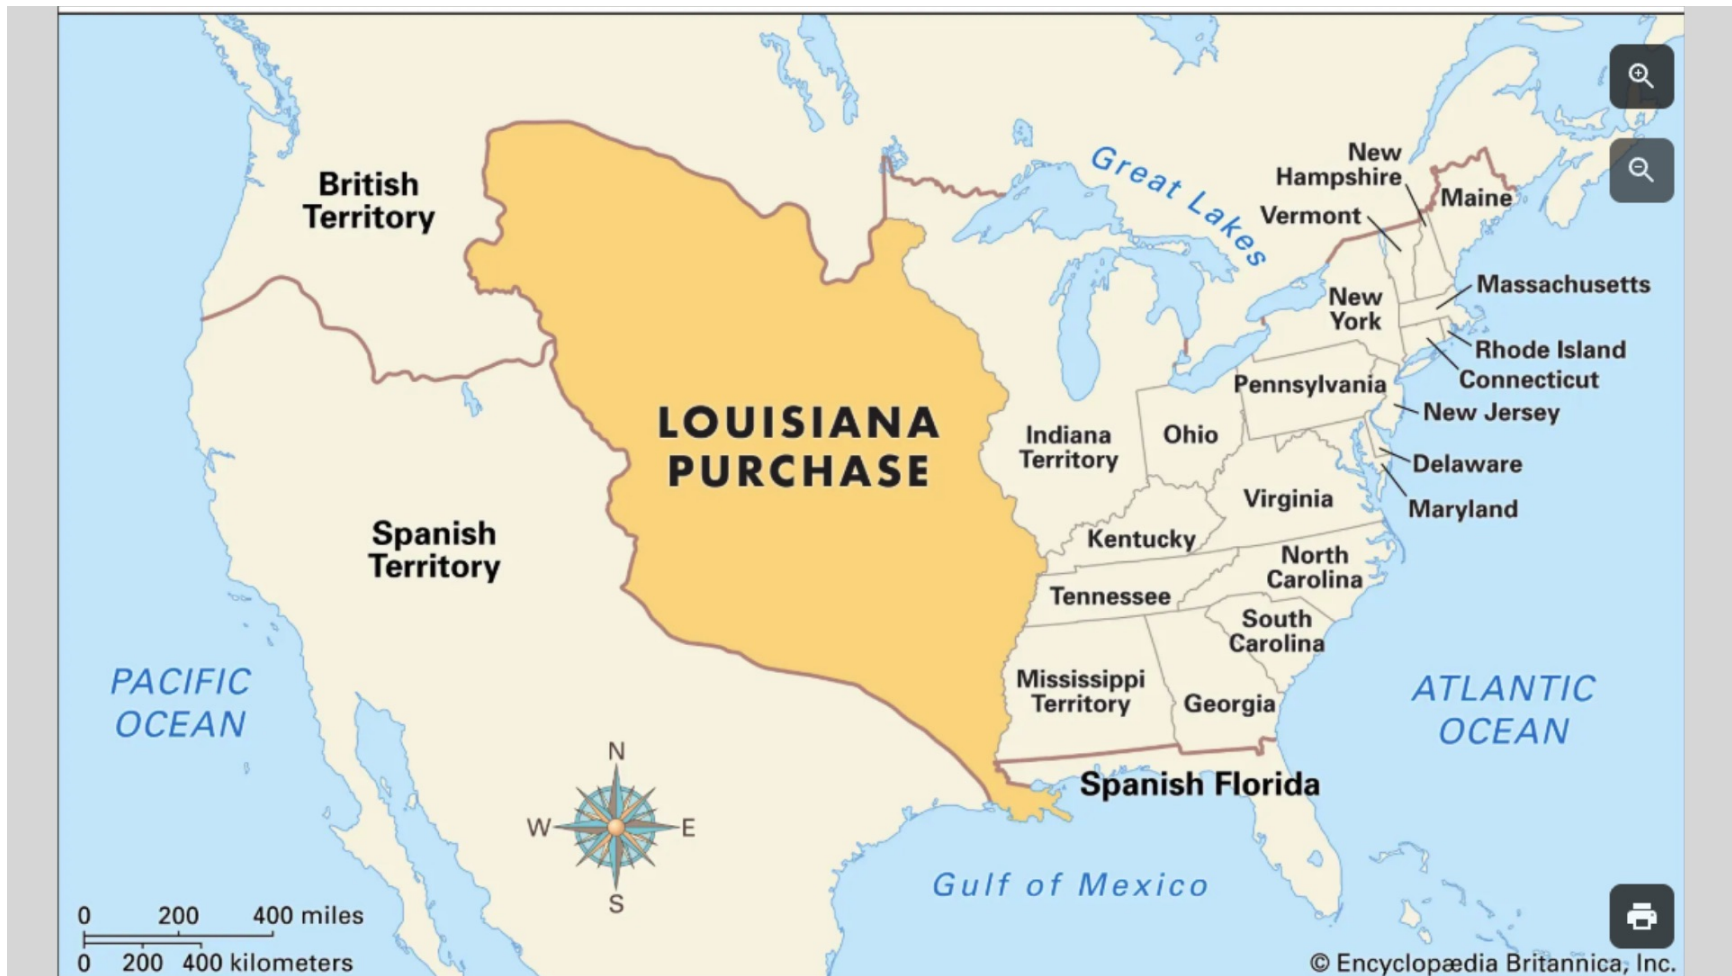 Great Lakes
New
Hampshire
Vermont
Maine
British
Territory
Massachusetts
New
York
Rhode Island
Connecticut
Pennsylvania
New Jersey
LOUISIANA
PURCHASE
Indiana
Territory
Ohio
Delaware
Maryland
Virginia
Spanish
Territory
Kentucky
North
Carolina
Tennessee
South
Carolina
PACIFIC
OCEAN
Mississippi
Territory
Georgia
ATLANTIC
OCEAN
N
W
E
S
Spanish Florida
Gulf of Mexico
0 200 400 miles
0 200 400 kilometers
© Encyclopædia Britannica, Inc.